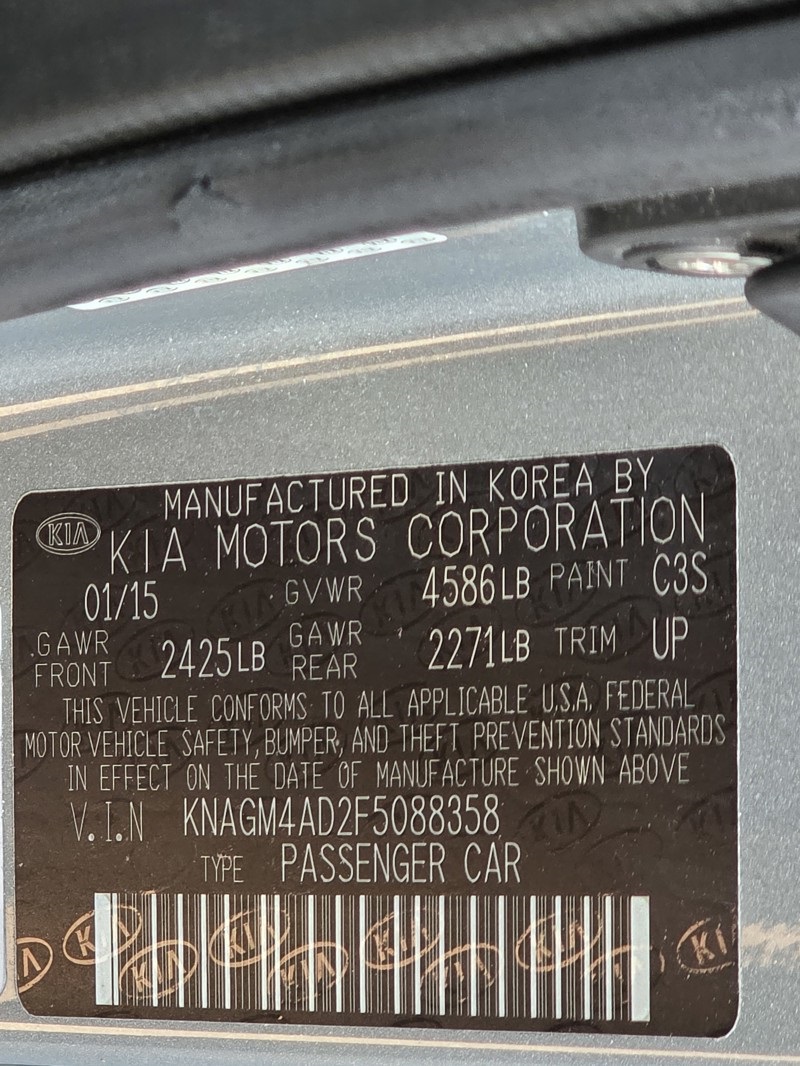 MANUFACTURED IN KOREA BY
KIA KIA MOTORS CORPORATION
01/15 GVWR 4586LB PAINT C3S
GAWR FRONT 2425LB GAWR REAR 2271LB TRIM UP
THIS VEHICLE CONFORMS TO ALL APPLICABLE U.S.A. FEDERAL
MOTOR VEHICLE SAFETY, BUMPER, AND THEFT PREVENTION STANDARDS
IN EFFECT ON THE DATE OF MANUFACTURE SHOWN ABOVE
V.I.N KNAGM4AD2F5088358
TYPE PASSENGER CAR